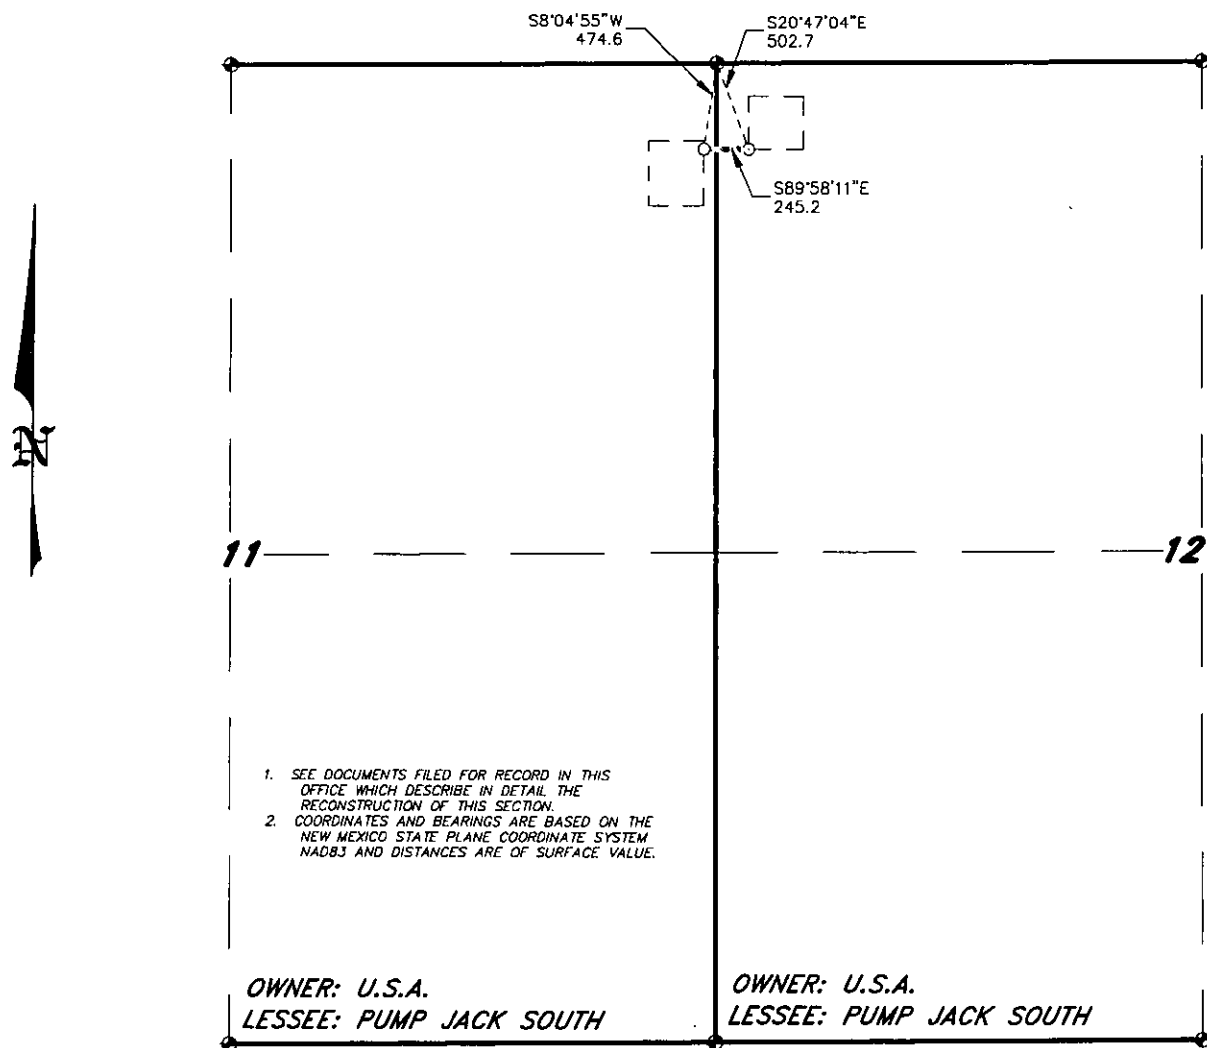 S8°04'55"W
474.6
S20°47'04"E
502.7
S89°58'11"E
245.2
N
11
12
1. SEE DOCUMENTS FILED FOR RECORD IN THIS
OFFICE WHICH DESCRIBE IN DETAIL THE
RECONSTRUCTION OF THIS SECTION.
2. COORDINATES AND BEARINGS ARE BASED ON THE
NEW MEXICO STATE PLANE COORDINATE SYSTEM
NAD83 AND DISTANCES ARE OF SURFACE VALUE.
OWNER: U.S.A.
LESSEE: PUMP JACK SOUTH
OWNER: U.S.A.
LESSEE: PUMP JACK SOUTH